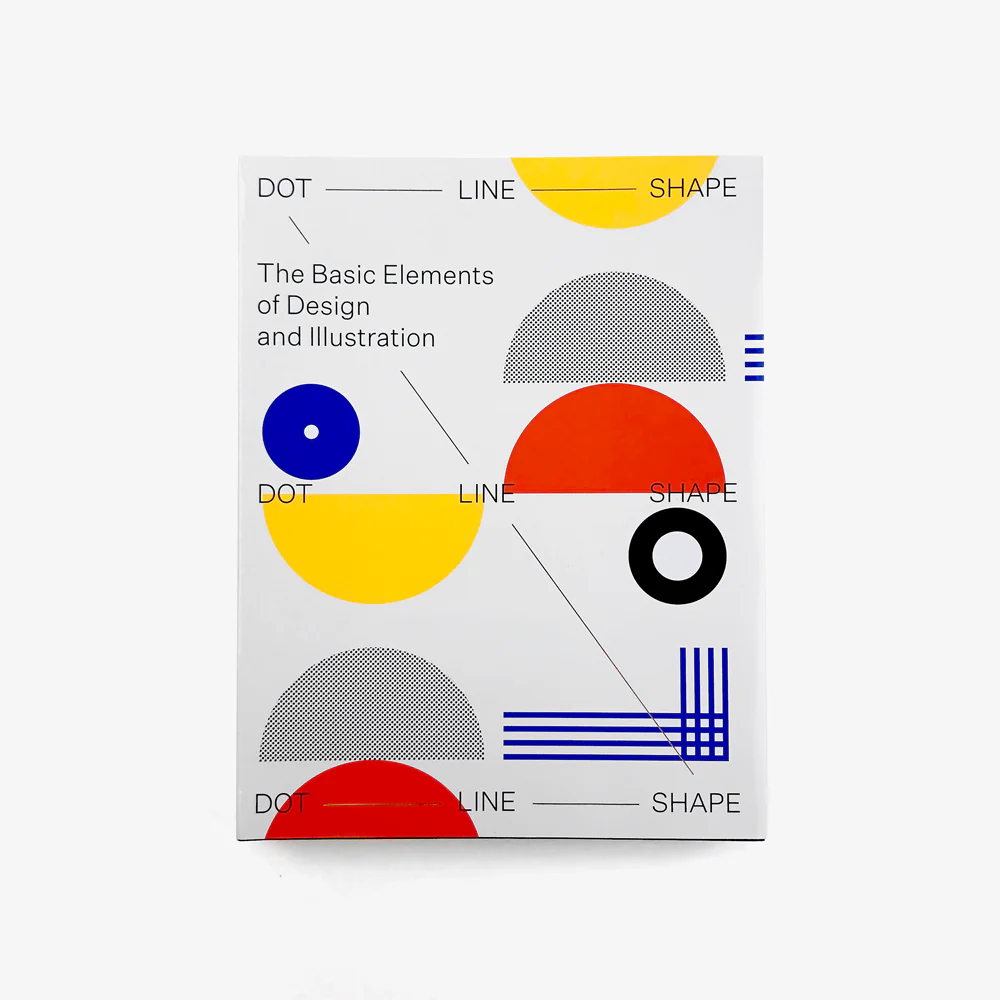 DOT LINE SHAPE
The Basic Elements
of Design
and Illustration
DOT LINE SHAPE
DOT LINE SHAPE